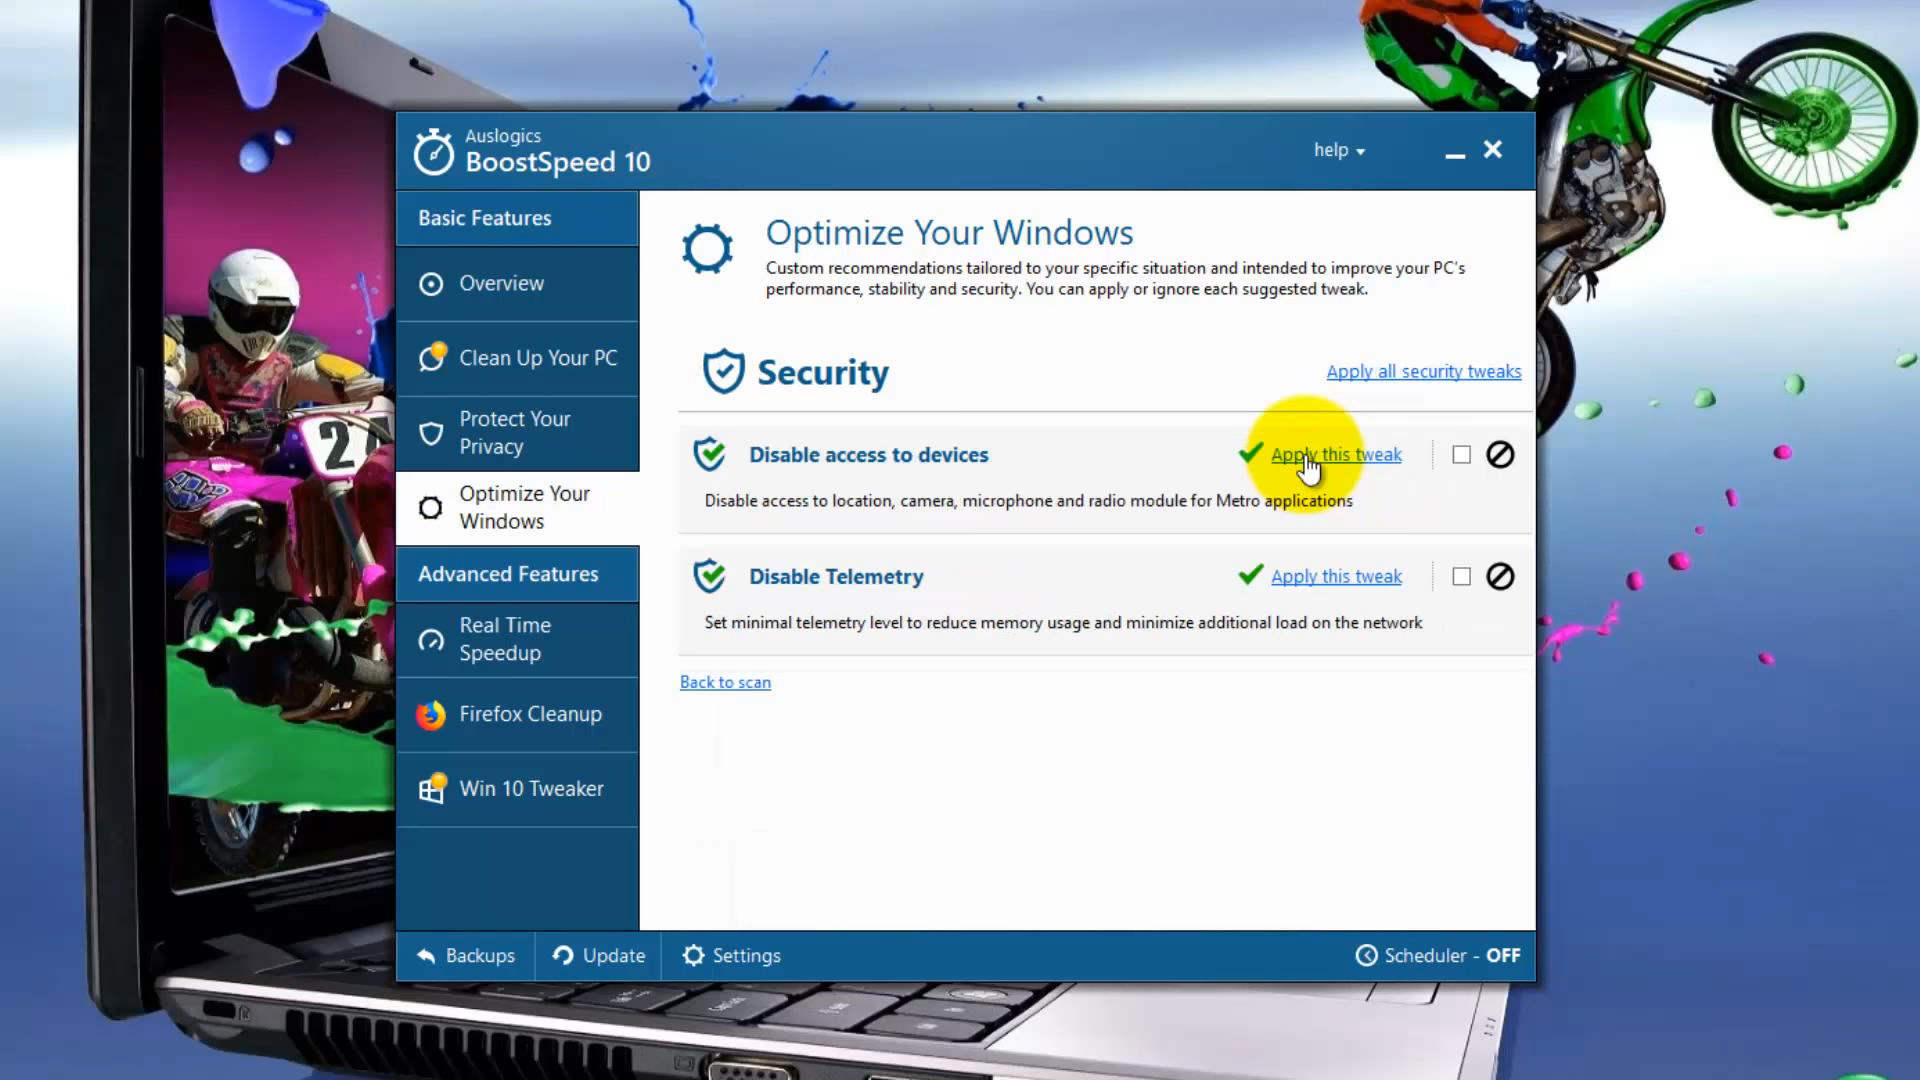 Auslogics
BoostSpeed 10
help
Basic Features
Overview
Clean Up Your PC
Protect Your
Privacy
Optimize Your
Windows
Advanced Features
Real Time
Speedup
Firefox Cleanup
Win 10 Tweaker
Optimize Your Windows
Custom recommendations tailored to your specific situation and intended to improve your PC's
performance, stability and security. You can apply or ignore each suggested tweak.
Security
Apply all security tweaks
Disable access to devices
Apply this tweak
Disable access to location, camera, microphone and radio module for Metro applications
Disable Telemetry
Apply this tweak
Set minimal telemetry level to reduce memory usage and minimize additional load on the network
Back to scan
Backups
Update
Settings
Scheduler - OFF